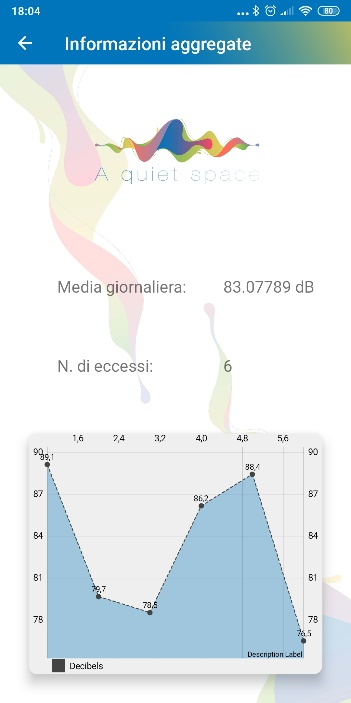 18:04
80
Informazioni aggregate
A quiet space
Media giornaliera: 83.07789 dB
N. di eccessi: 6
1,6 2,4 3,2 4,0 4,8 5,6
90 90
89,1
88,4
87 87
86,2
84 84
81 81
79,7
78,5
78 78
76,5
Description Label
Decibels